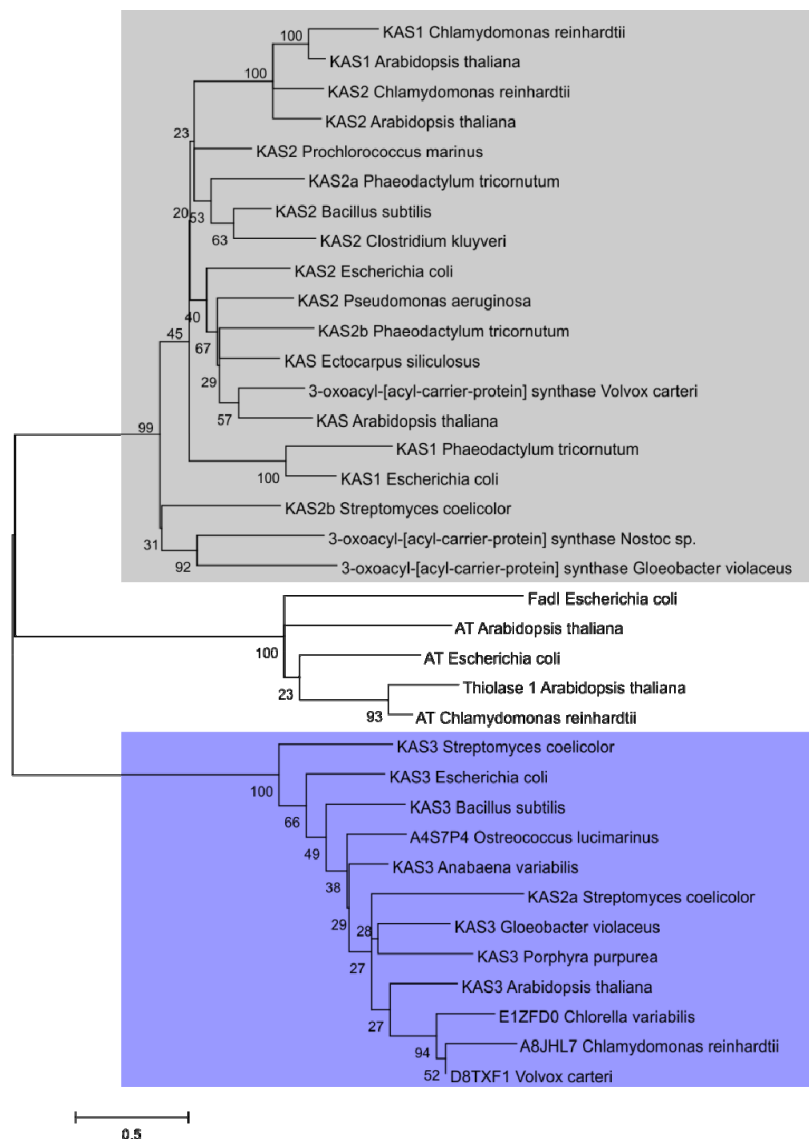 KAS1 Chlamydomonas reinhardtii
100
KAS1 Arabidopsis thaliana
100
KAS2 Chlamydomonas reinhardtii
KAS2 Arabidopsis thaliana
23
KAS2 Prochlorococcus marinus
KAS2a Phaeodactylum tricornutum
20
53
KAS2 Bacillus subtilis
63
KAS2 Clostridium kluyveri
KAS2 Escherichia coli
KAS2 Pseudomonas aeruginosa
40
45
KAS2b Phaeodactylum tricornutum
67
KAS Ectocarpus siliculosus
29
3-oxoacyl-[acyl-carrier-protein] synthase Volvox carteri
57
KAS Arabidopsis thaliana
99
KAS1 Phaeodactylum tricornutum
100
KAS1 Escherichia coli
KAS2b Streptomyces coelicolor
31
3-oxoacyl-[acyl-carrier-protein] synthase Nostoc sp.
92
3-oxoacyl-[acyl-carrier-protein] synthase Gloeobacter violaceus
FadI Escherichia coli
AT Arabidopsis thaliana
100
AT Escherichia coli
23
Thiolase 1 Arabidopsis thaliana
93
AT Chlamydomonas reinhardtii
KAS3 Streptomyces coelicolor
100
KAS3 Escherichia coli
66
KAS3 Bacillus subtilis
49
A4S7P4 Ostreococcus lucimarinus
38
KAS3 Anabaena variabilis
KAS2a Streptomyces coelicolor
29
28
KAS3 Gloeobacter violaceus
27
KAS3 Porphyra purpurea
KAS3 Arabidopsis thaliana
27
E1ZFD0 Chlorella variabilis
94
A8JHL7 Chlamydomonas reinhardtii
52
D8TXF1 Volvox carteri
0.5